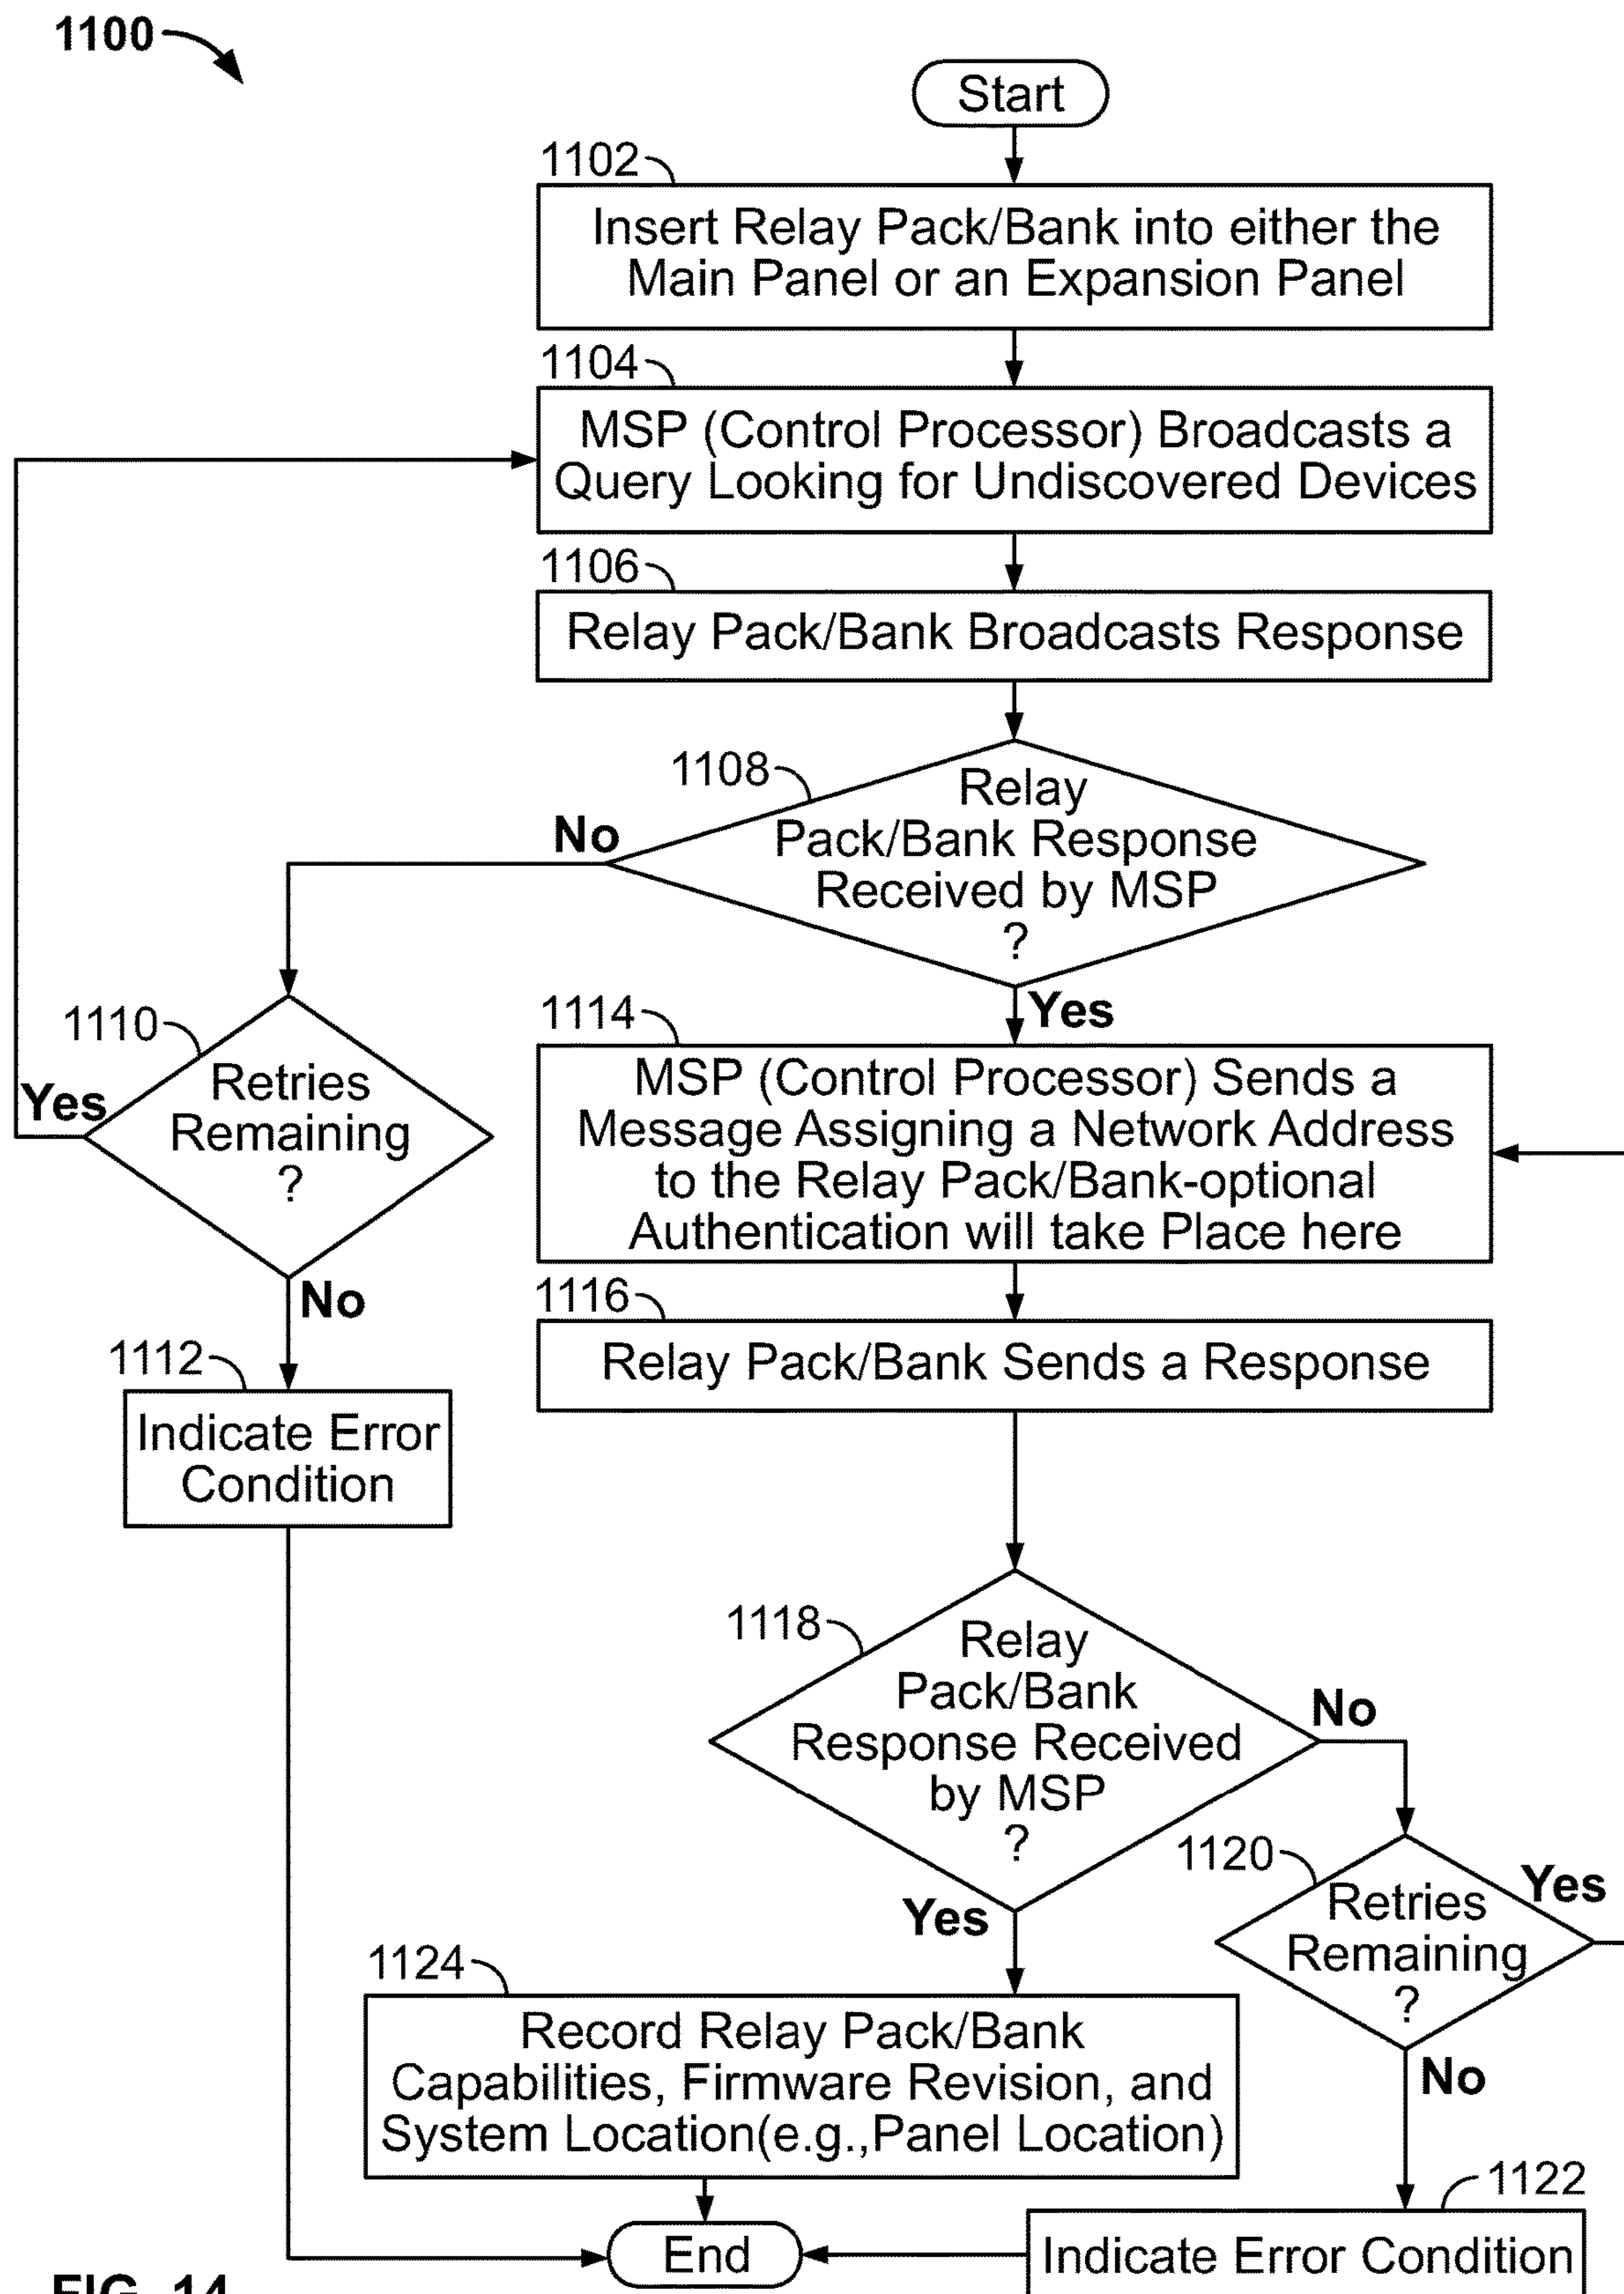 1100
Start
1102
Insert Relay Pack/Bank into either the
Main Panel or an Expansion Panel
1104
MSP (Control Processor) Broadcasts a
Query Looking for Undiscovered Devices
1106
Relay Pack/Bank Broadcasts Response
1108
Relay
Pack/Bank Response
Received by MSP
?
No
Yes
1110
Retries
Remaining
?
Yes
No
1112
Indicate Error
Condition
1114
MSP (Control Processor) Sends a
Message Assigning a Network Address
to the Relay Pack/Bank-optional
Authentication will take Place here
1116
Relay Pack/Bank Sends a Response
1118
Relay
Pack/Bank
Response Received
by MSP
?
No
Yes
1120
Retries
Remaining
?
Yes
No
1124
Record Relay Pack/Bank
Capabilities, Firmware Revision, and
System Location(e.g.,Panel Location)
1122
Indicate Error Condition
End
FIG. 14